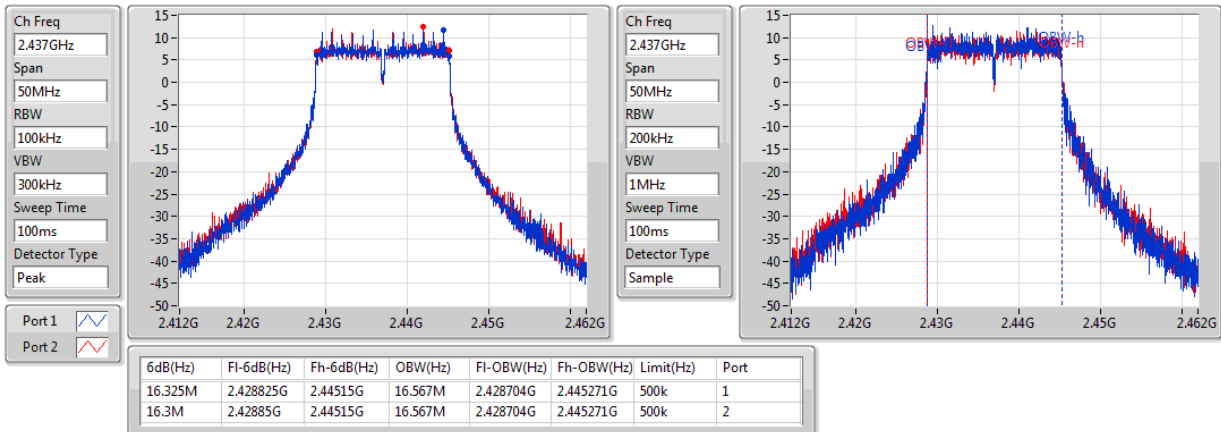 Ch Freq
2.437GHz
Span
50MHz
RBW
100kHz
VBW
300kHz
Sweep Time
100ms
Detector Type
Peak
Port 1
Port 2
15
10
5
0
-5
-10
-15
-20
-25
-30
-35
-40
-45
-50
2.412G 2.42G 2.43G 2.44G 2.45G 2.462G
Ch Freq
2.437GHz
Span
50MHz
RBW
200kHz
VBW
1MHz
Sweep Time
100ms
Detector Type
Sample
15
10
5
0
-5
-10
-15
-20
-25
-30
-35
-40
-45
-50
OBW-h
OBW-h
2.412G 2.42G 2.43G 2.44G 2.45G 2.462G
6dB(Hz) Fl-6dB(Hz) Fh-6dB(Hz) OBW(Hz) Fl-OBW(Hz) Fh-OBW(Hz) Limit(Hz) Port
16.325M 2.428825G 2.44515G 16.567M 2.428704G 2.445271G 500k 1
16.3M 2.42885G 2.44515G 16.567M 2.428704G 2.445271G 500k 2